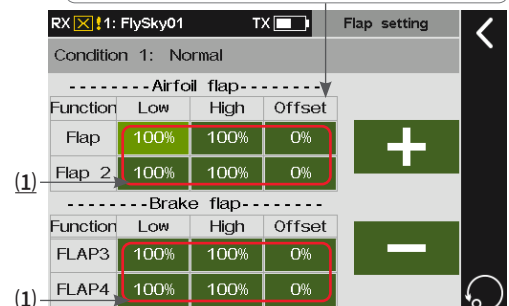 RX !1: FlySky01 TX Flap setting
Condition 1: Normal
--------Airfoil flap--------
Function Low High Offset
Flap 100% 100% 0%
Flap 2 100% 100% 0%
(1)
--------Brake flap-------
Function Low High Offset
FLAP3 100% 100% 0%
FLAP4 100% 100% 0%
(1)